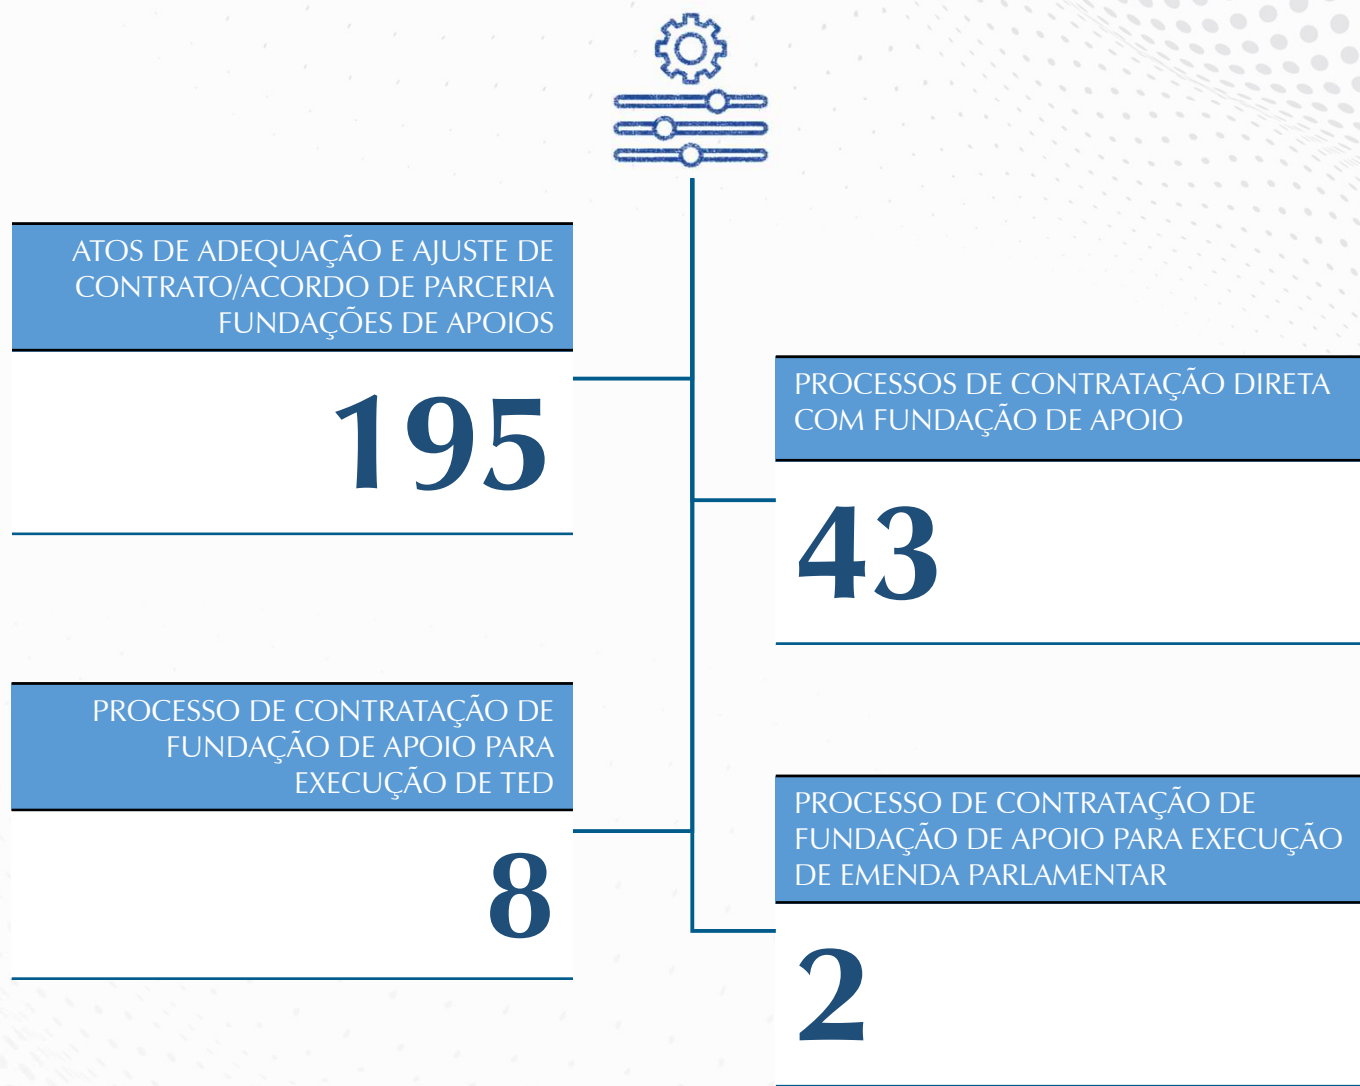 ATOS DE ADEQUAÇÃO E AJUSTE DE
CONTRATO/ACORDO DE PARCERIA
FUNDAÇÕES DE APOIOS
195
PROCESSOS DE CONTRATAÇÃO DIRETA
COM FUNDAÇÃO DE APOIO
43
PROCESSO DE CONTRATAÇÃO DE
FUNDAÇÃO DE APOIO PARA
EXECUÇÃO DE TED
8
PROCESSO DE CONTRATAÇÃO DE
FUNDAÇÃO DE APOIO PARA EXECUÇÃO
DE EMENDA PARLAMENTAR
2